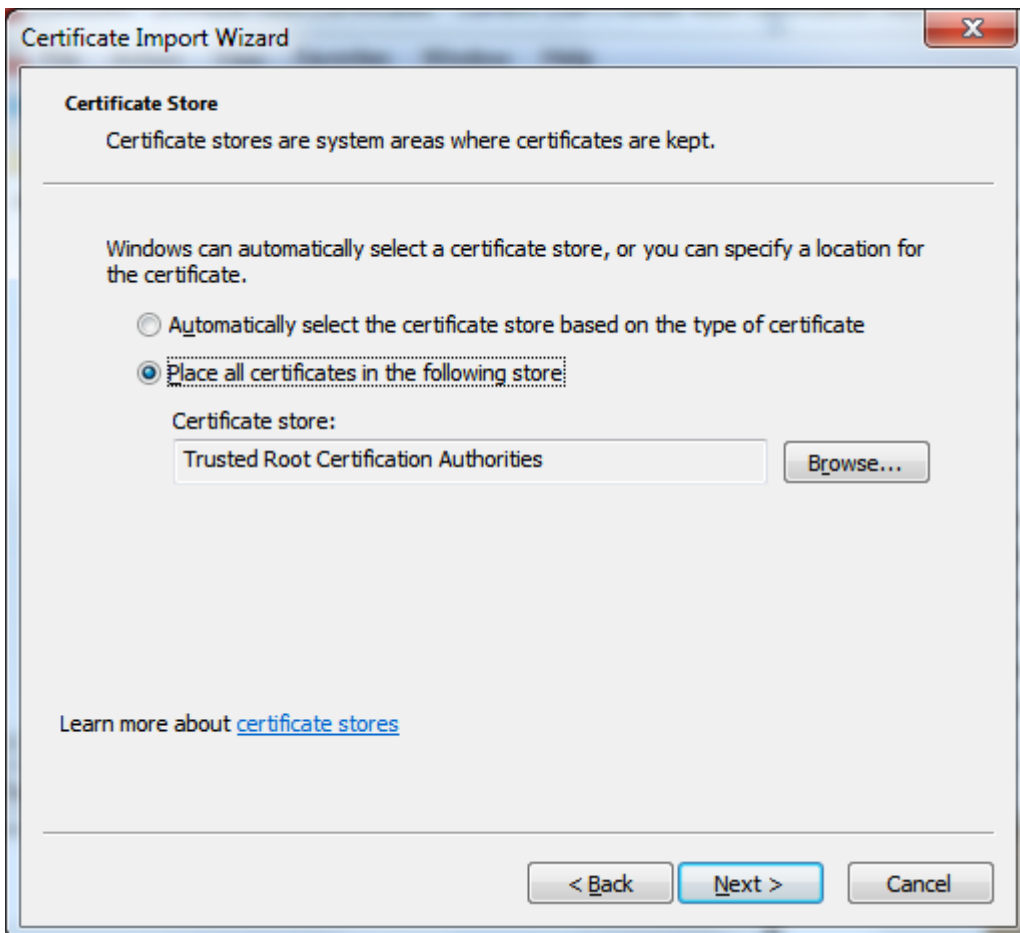 Certificate Import Wizard
Certificate Store
Certificate stores are system areas where certificates are kept.
Windows can automatically select a certificate store, or you can specify a location for
the certificate.
Automatically select the certificate store based on the type of certificate
Place all certificates in the following store
Certificate store:
Trusted Root Certification Authorities
Browse...
Learn more about certificate stores
< Back
Next >
Cancel